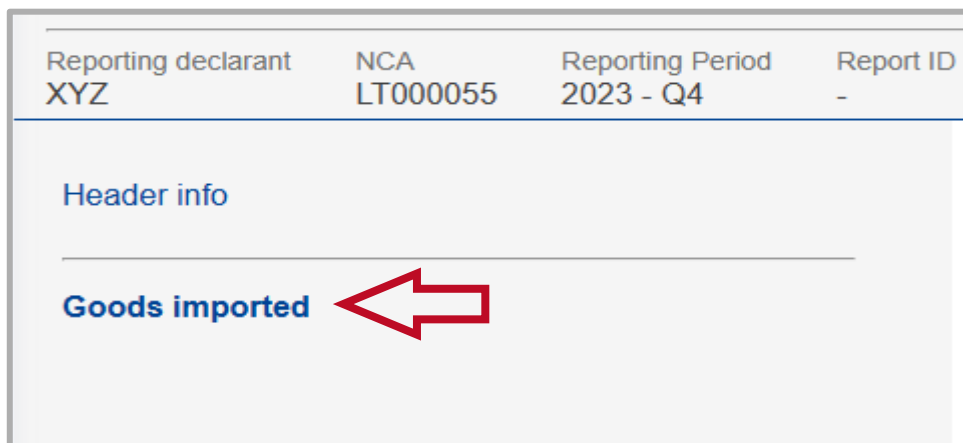 Reporting declarant NCA Reporting Period Report ID
XYZ LT000055 2023 - Q4 -
Header info
Goods imported